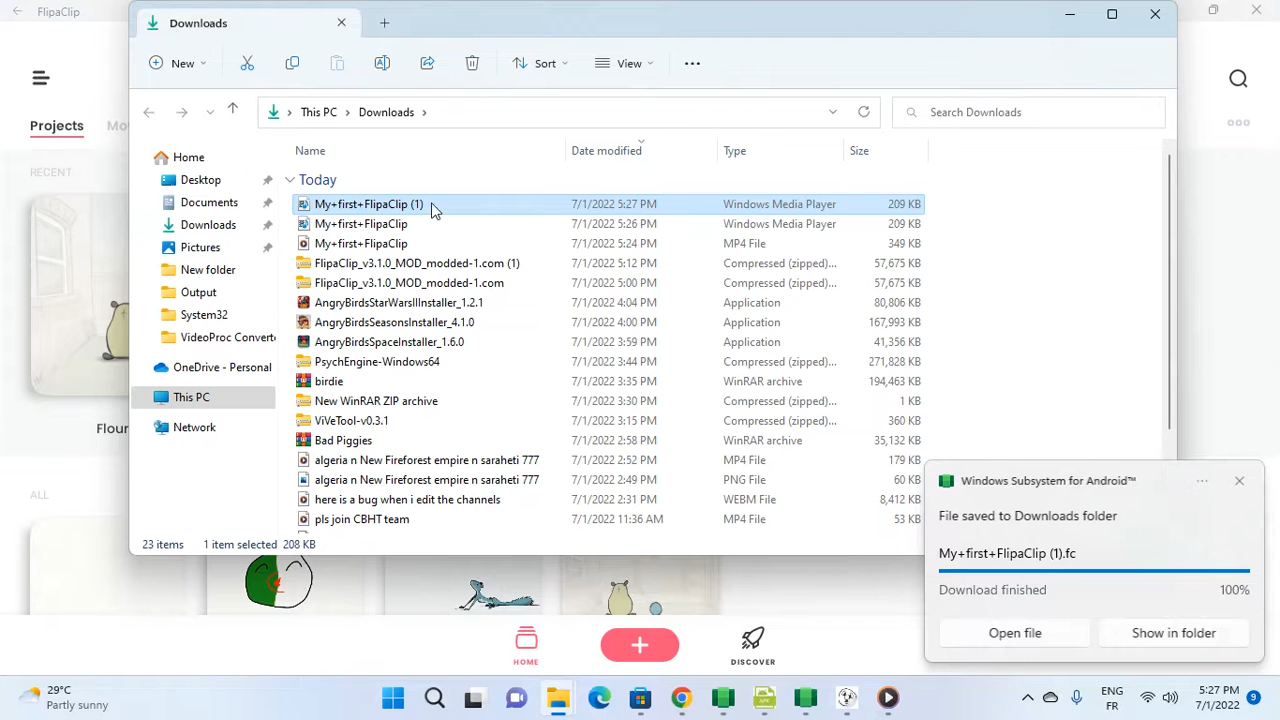 FlipaClip
Downloads
New
Sort
View
This PC
Downloads
Search Downloads
Projects
Mo
RECENT
Flour
ALL
Home
Desktop
Documents
Downloads
Pictures
New folder
Output
System32
VideoProc Converte
OneDrive - Personal
This PC
Network
Name Date modified Type Size
Today
My+first+FlipaClip (1) 7/1/2022 5:27 PM Windows Media Player 209 KB
My+first+FlipaClip 7/1/2022 5:26 PM Windows Media Player 209 KB
My+first+FlipaClip 7/1/2022 5:24 PM MP4 File 349 KB
FlipaClip_v3.1.0_MOD_modded-1.com (1) 7/1/2022 5:12 PM Compressed (zipped)... 57,675 KB
FlipaClip_v3.1.0_MOD_modded-1.com 7/1/2022 5:00 PM Compressed (zipped)... 57,675 KB
AngryBirdsStarWarsIIInstaller_1.2.1 7/1/2022 4:04 PM Application 80,806 KB
AngryBirdsSeasonsInstaller_4.1.0 7/1/2022 4:00 PM Application 167,993 KB
AngryBirdsSpaceInstaller_1.6.0 7/1/2022 3:59 PM Application 41,356 KB
PsychEngine-Windows64 7/1/2022 3:44 PM Compressed (zipped)... 271,828 KB
birdie 7/1/2022 3:35 PM WinRAR archive 194,463 KB
New WinRAR ZIP archive 7/1/2022 3:30 PM Compressed (zipped)... 1 KB
ViVeTool-v0.3.1 7/1/2022 3:15 PM Compressed (zipped)... 360 KB
Bad Piggies 7/1/2022 2:58 PM WinRAR archive 35,132 KB
algeria n New Fireforest empire n saraheti 777 7/1/2022 2:52 PM MP4 File 179 KB
algeria n New Fireforest empire n saraheti 777 7/1/2022 2:49 PM PNG File 60 KB
here is a bug when i edit the channels 7/1/2022 2:31 PM WEBM File 8,412 KB
pls join CBHT team 7/1/2022 11:36 AM MP4 File 53 KB
23 items 1 item selected 208 KB
Windows Subsystem for Android™
File saved to Downloads folder
My+first+FlipaClip (1).fc
Download finished 100%
Open file Show in folder
HOME
DISCOVER
29°C
Partly sunny
ENG
FR
5:27 PM
7/1/2022
9